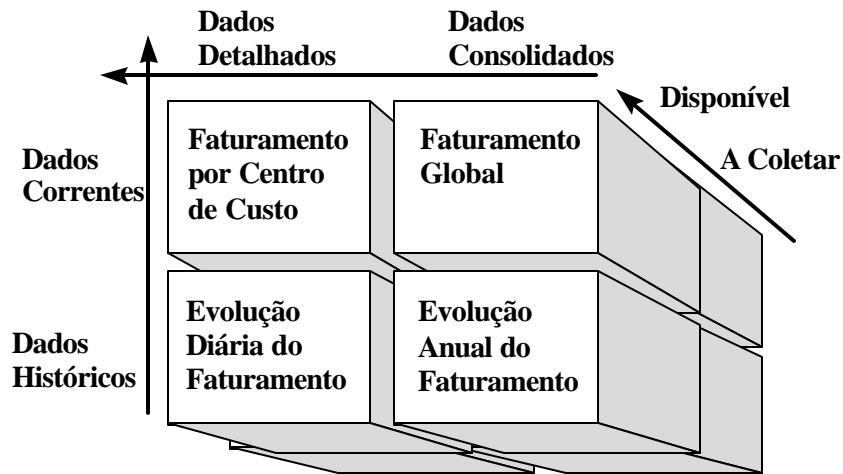 Dados
Detalhados
Dados
Consolidados
Disponível
A Coletar
Dados
Correntes
Faturamento
por Centro
de Custo
Faturamento
Global
Dados
Históricos
Evolução
Diária do
Faturamento
Evolução
Anual do
Faturamento